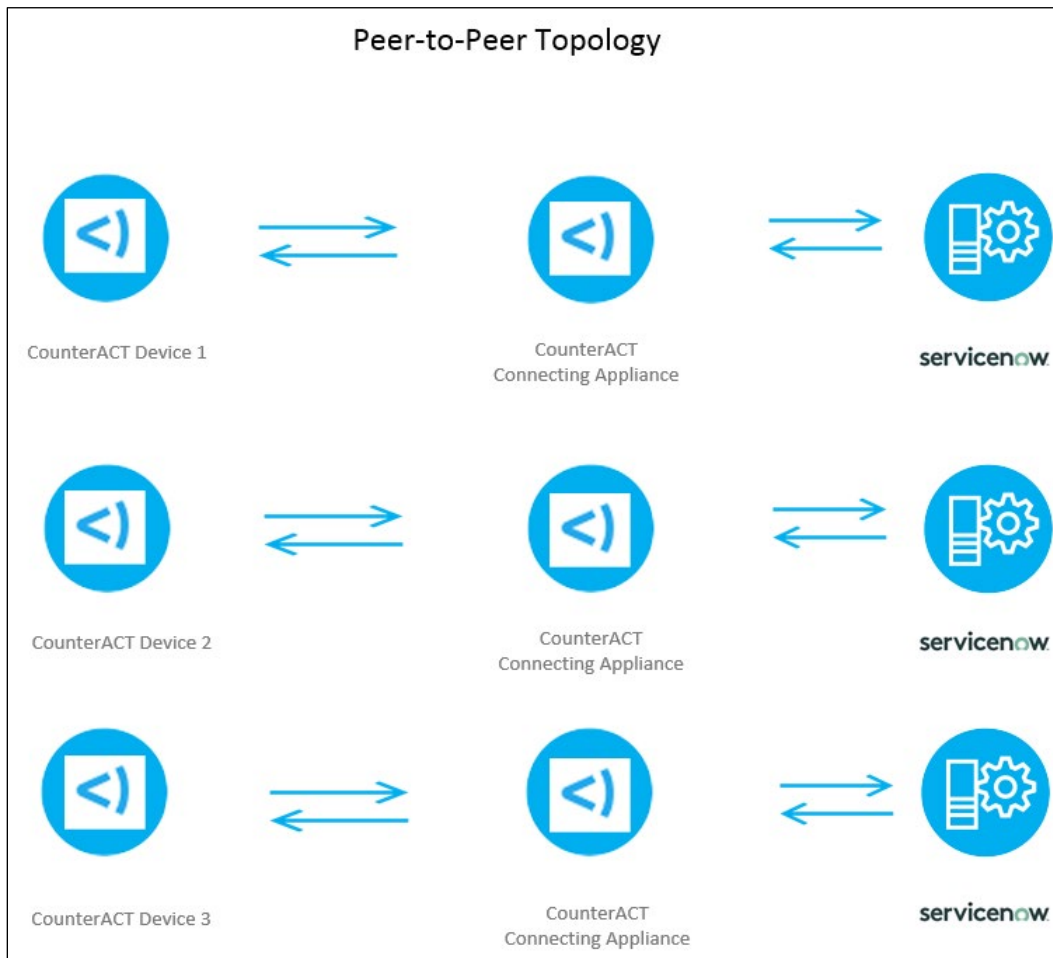 Peer-to-Peer Topology
CounterACT Device 1
CounterACT
Connecting Appliance
servicenow.
CounterACT Device 2
CounterACT
Connecting Appliance
servicenow.
CounterACT Device 3
CounterACT
Connecting Appliance
servicenow.